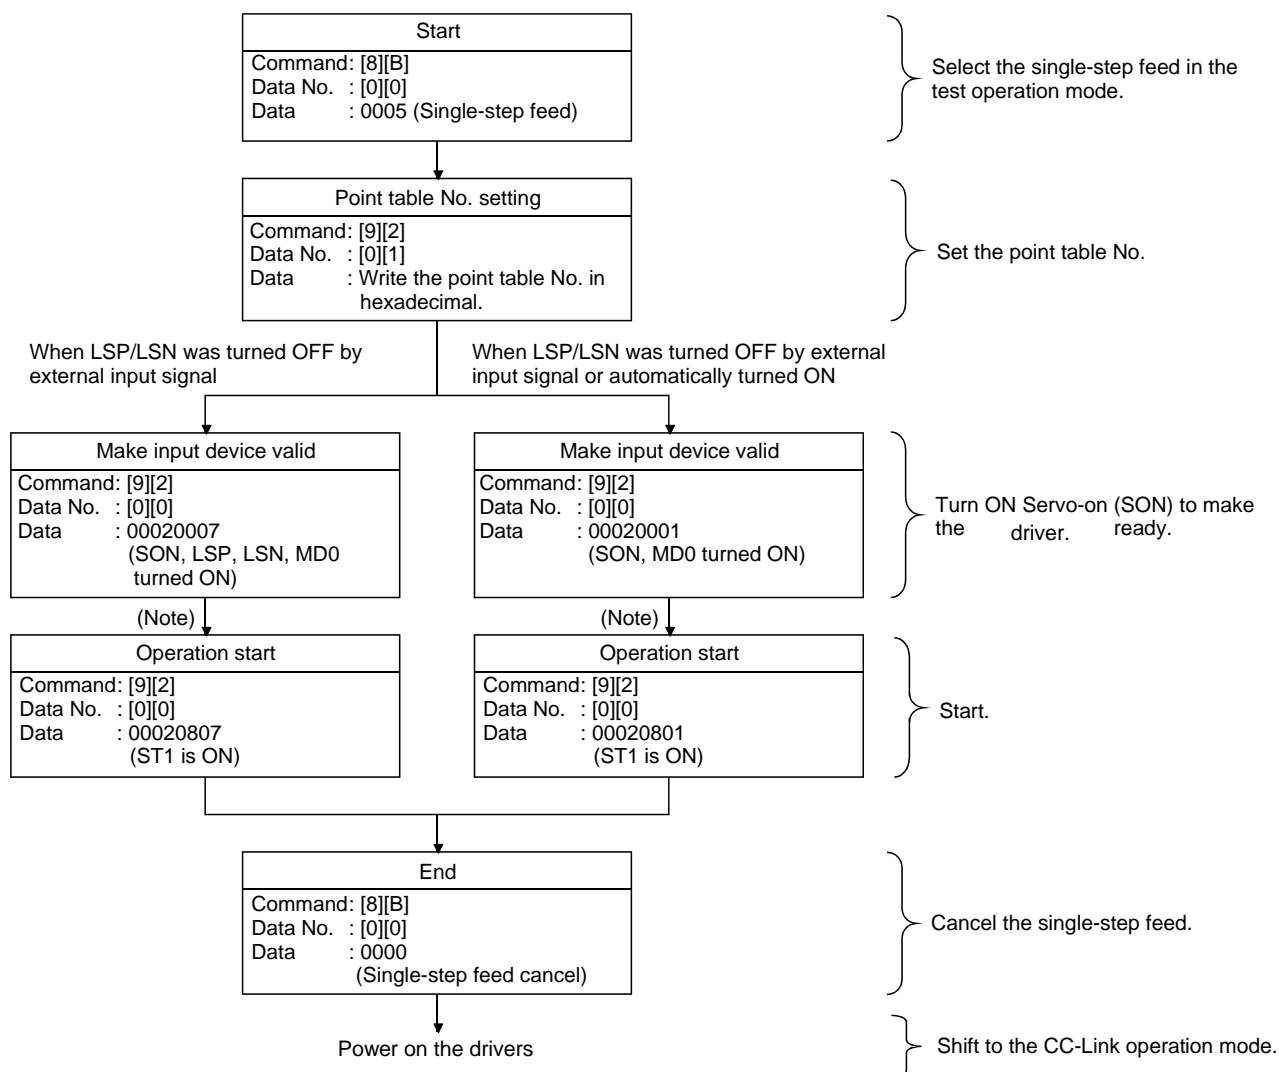 Start
Command: [8][B]
Data No. : [0][0]
Data : 0005 (Single-step feed)
Select the single-step feed in the
test operation mode.
Point table No. setting
Command: [9][2]
Data No. : [0][1]
Data : Write the point table No. in
hexadecimal.
Set the point table No.
When LSP/LSN was turned OFF by
external input signal
When LSP/LSN was turned OFF by external
input signal or automatically turned ON
Make input device valid
Command: [9][2]
Data No. : [0][0]
Data : 00020007
(SON, LSP, LSN, MD0
turned ON)
Make input device valid
Command: [9][2]
Data No. : [0][0]
Data : 00020001
(SON, MD0 turned ON)
Turn ON Servo-on (SON) to make
the driver. ready.
(Note)
(Note)
Operation start
Command: [9][2]
Data No. : [0][0]
Data : 00020807
(ST1 is ON)
Operation start
Command: [9][2]
Data No. : [0][0]
Data : 00020801
(ST1 is ON)
Start.
End
Command: [8][B]
Data No. : [0][0]
Data : 0000
(Single-step feed cancel)
Cancel the single-step feed.
Power on the drivers
Shift to the CC-Link operation mode.